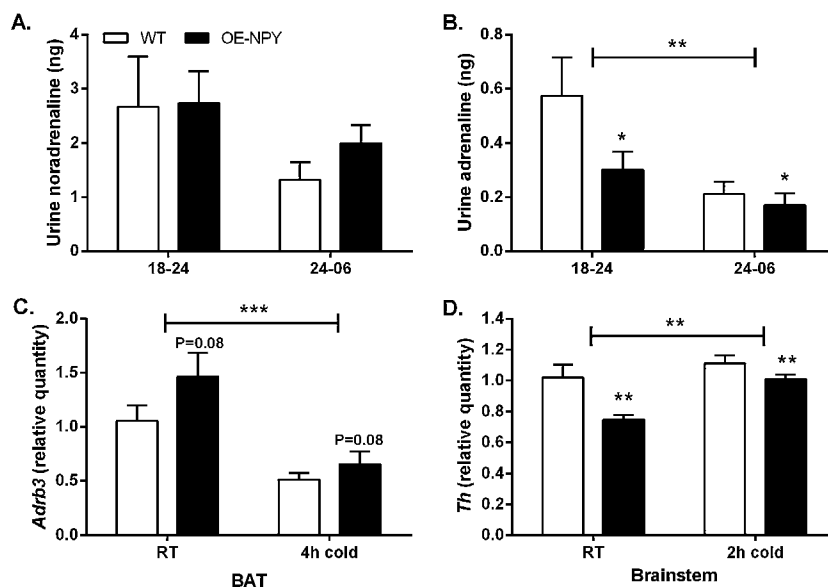 A.
WT OE-NPY
Urine noradrenaline (ng)
4
3
2
1
0
18-24 24-06
B.
Urine adrenaline (ng)
0.8
0.6
0.4
0.2
0.0
**
*
*
18-24 24-06
C.
Adrb3 (relative quantity)
2.0
1.5
1.0
0.5
0.0
***
P=0.08
P=0.08
RT 4h cold
BAT
D.
Th (relative quantity)
1.4
1.2
1.0
0.8
0.6
0.4
0.2
0.0
**
**
**
RT 2h cold
Brainstem